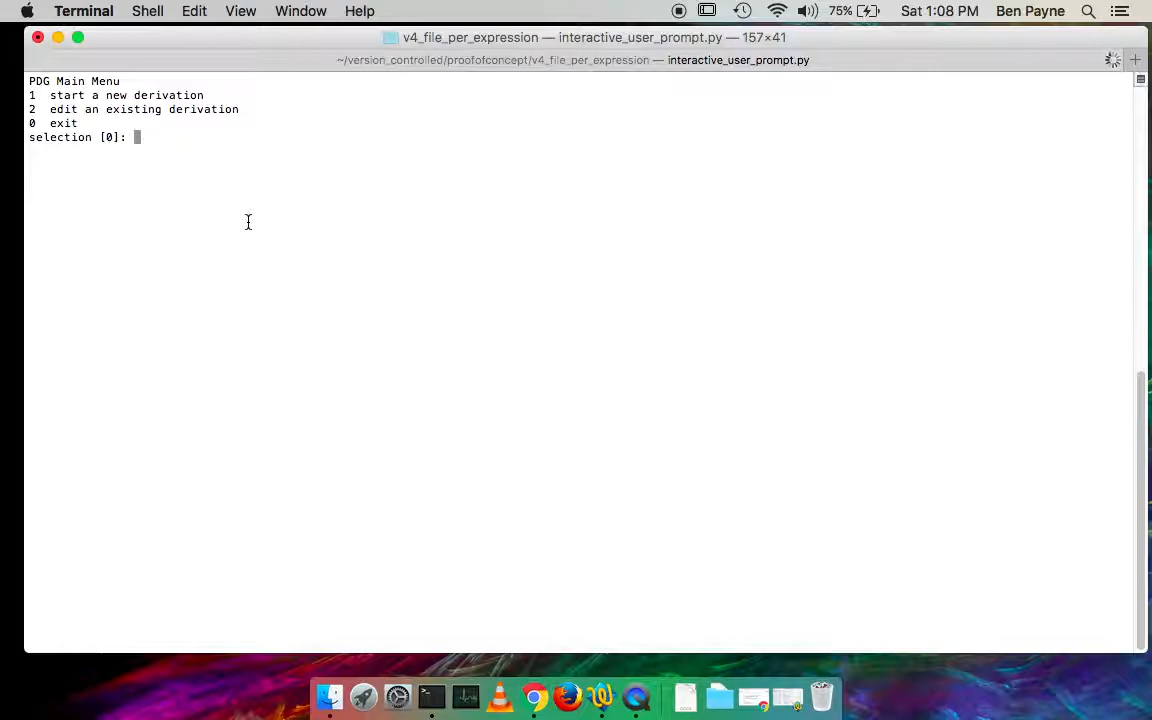 Terminal Shell Edit View Window Help 75% Sat 1:08 PM Ben Payne
v4_file_per_expression — interactive_user_prompt.py — 157×41
~/version_controlled/proofofconcept/v4_file_per_expression — interactive_user_prompt.py
PDG Main Menu
1 start a new derivation
2 edit an existing derivation
0 exit
selection [0]: